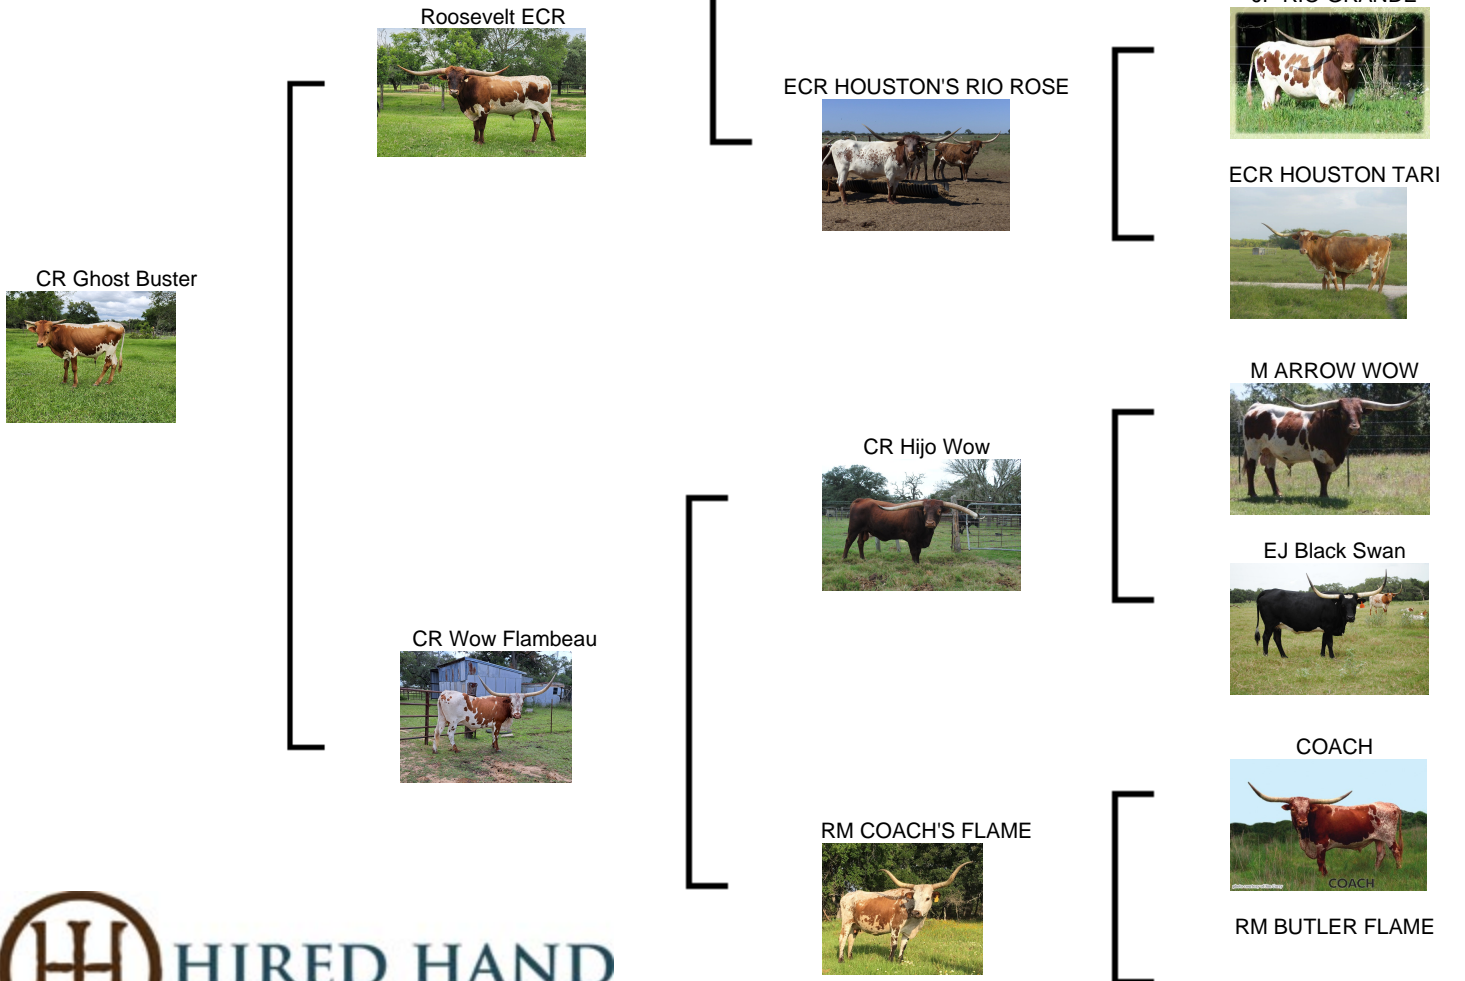 Roosevelt ECR
ECR HOUSTON'S RIO ROSE
ECR HOUSTON TARI
CR Ghost Buster
M ARROW WOW
CR Hijo Wow
EJ Black Swan
CR Wow Flambeau
COACH
RM COACH'S FLAME
COACH
RM BUTLER FLAME
HIRED HAND